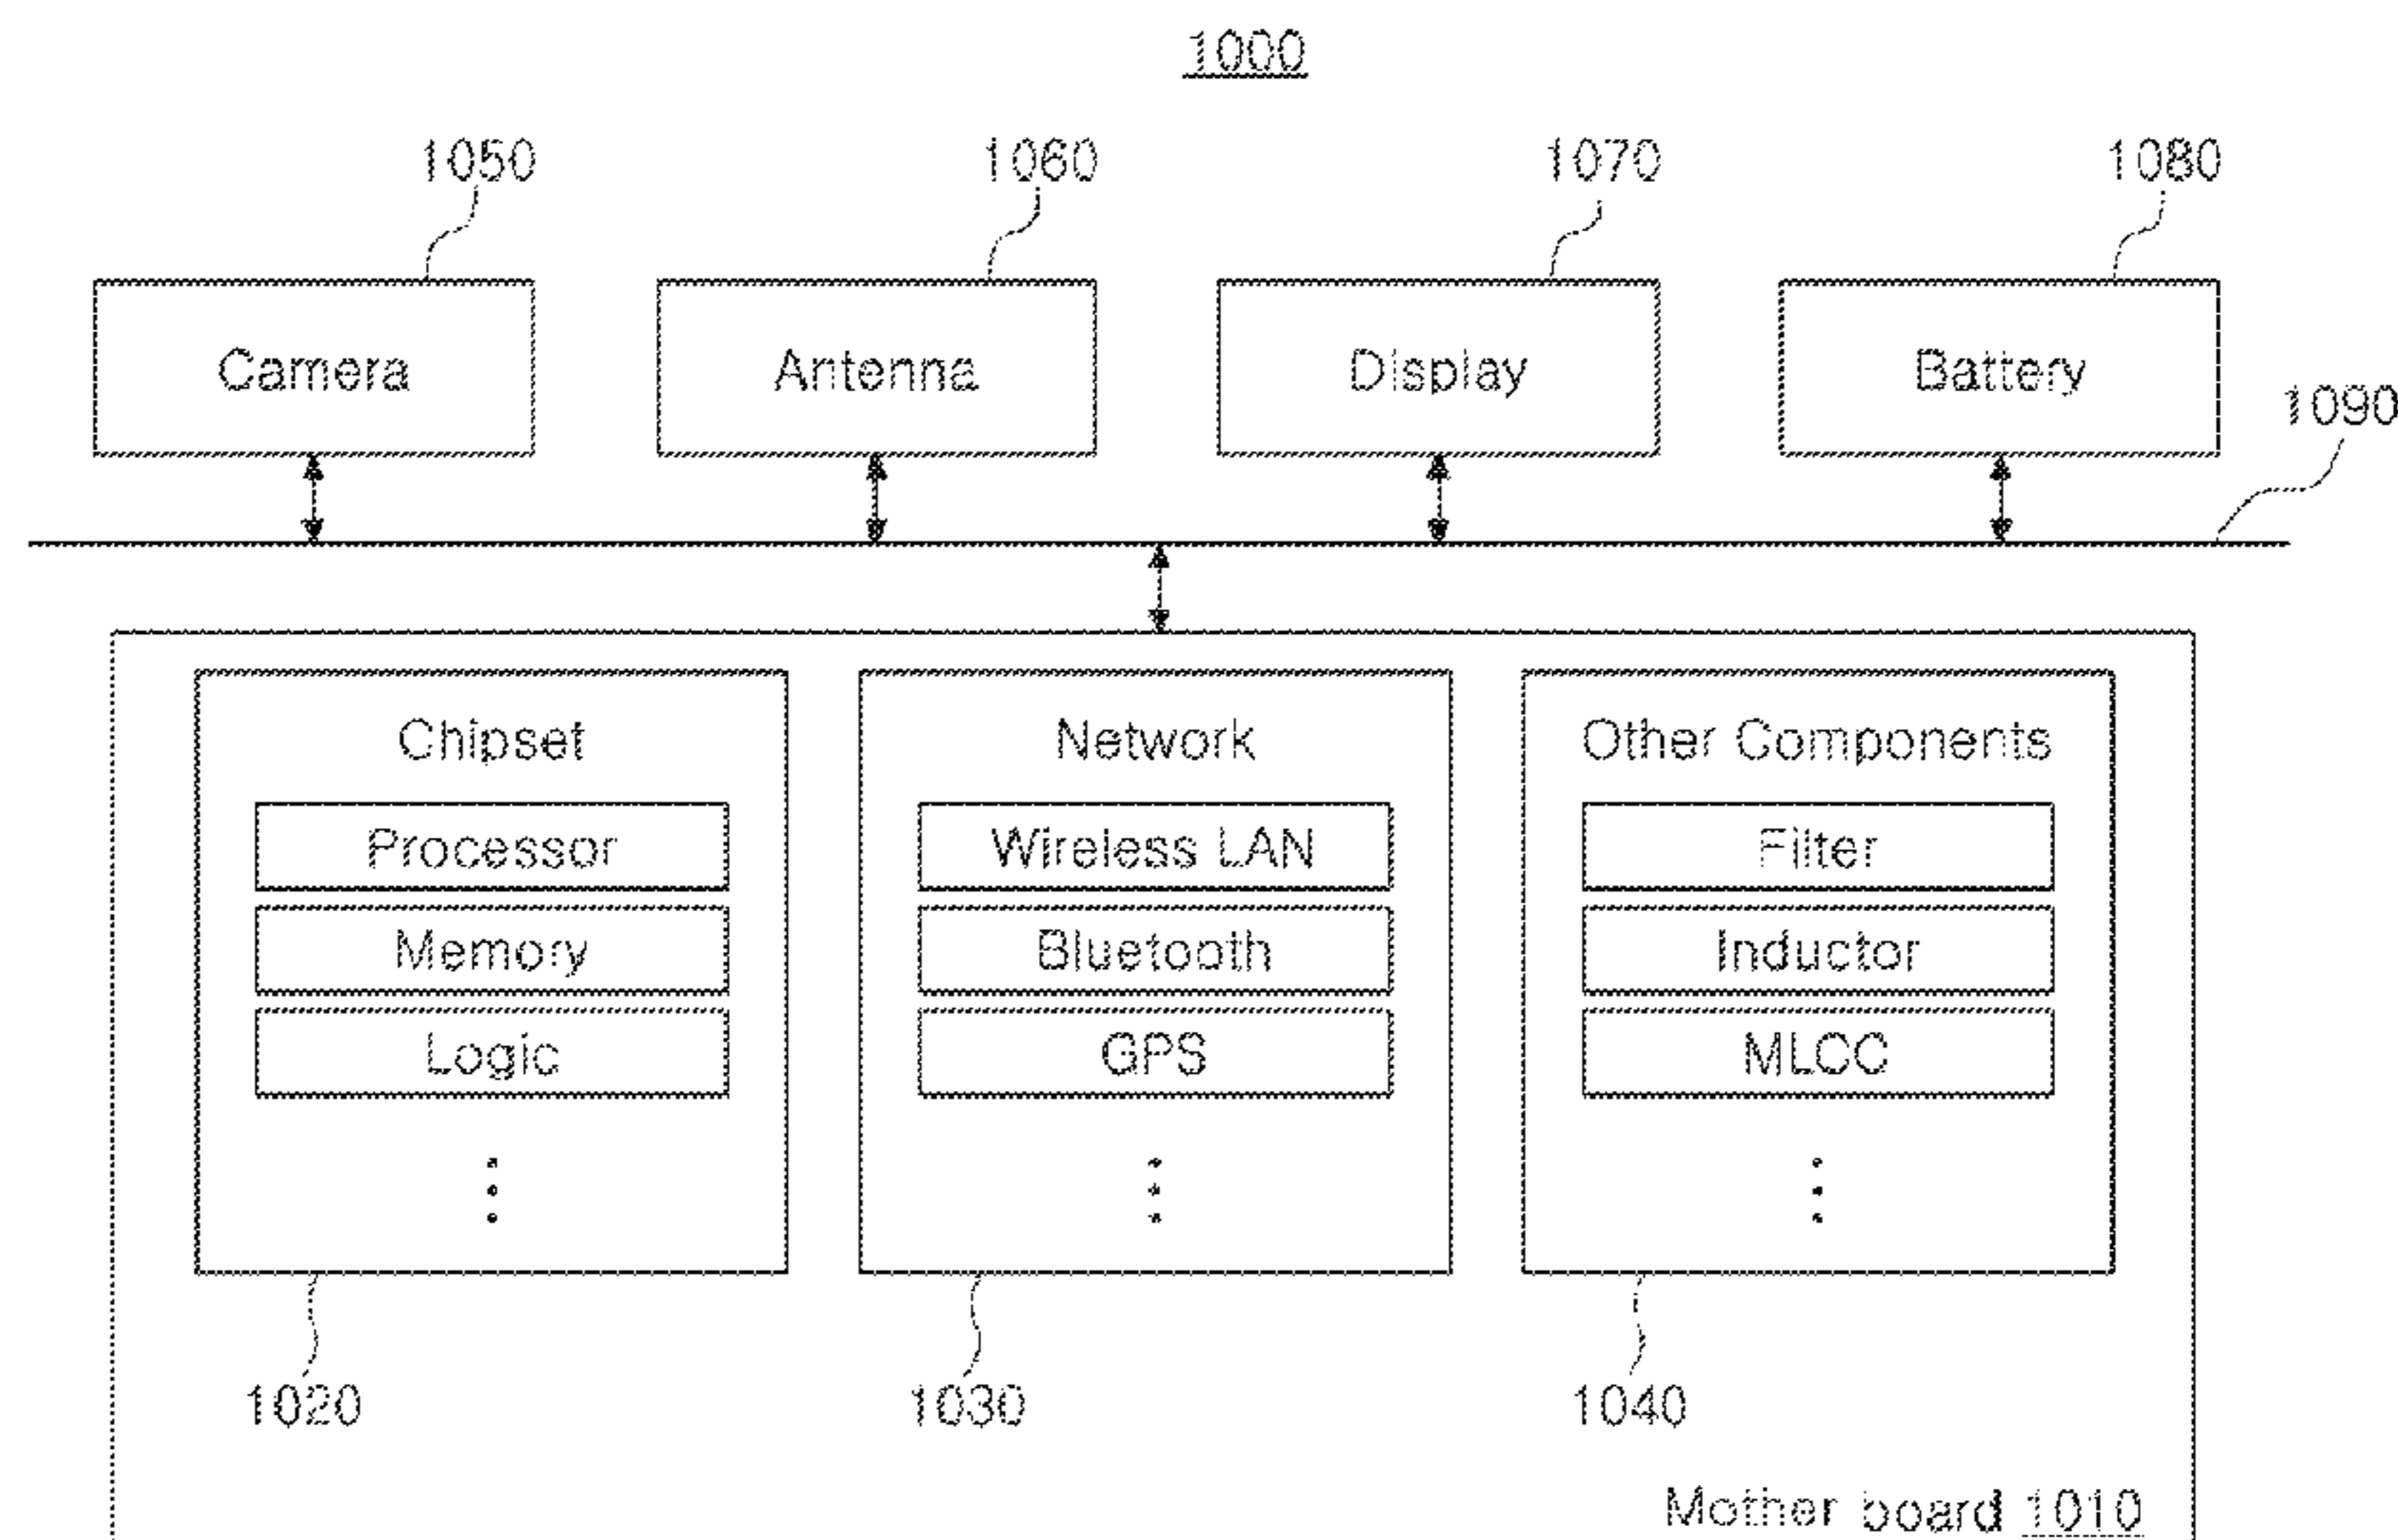 1000
1050 1060 1070 1080
Camera Antenna Display Battery
1090
Chipset Network Other Components
Processor Wireless LAN Filter
Memory Bluetooth Inductor
Logic GPS MLCC
1020 1030 1040
Mother board 1010